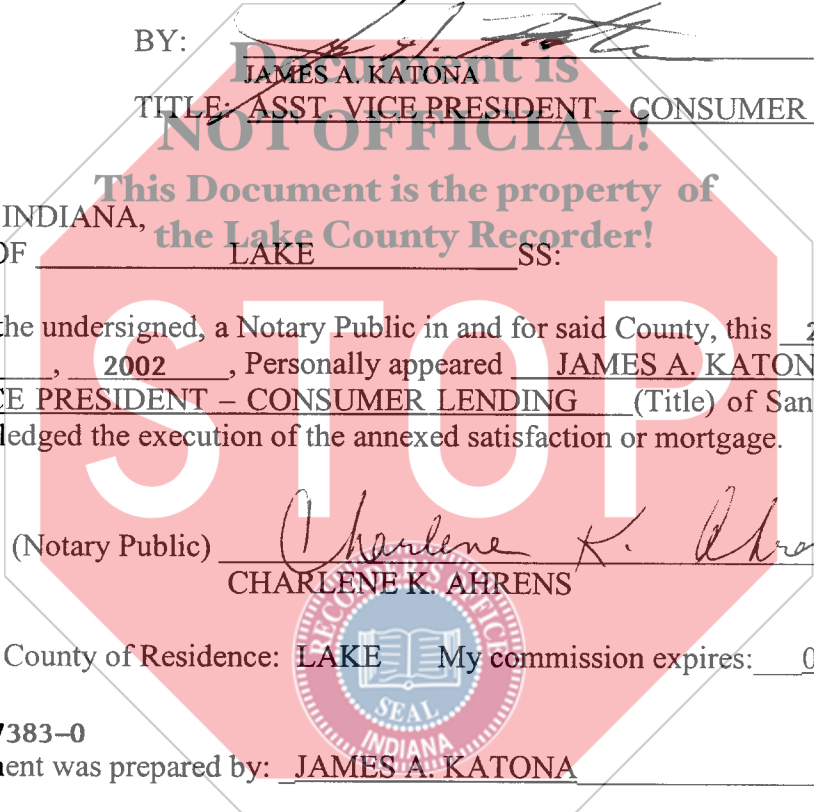 BY:
Document is
JAMES A. KATONA
TITLE: ASST. VICE PRESIDENT – CONSUMER
NOT OFFICIAL!
This Document is the property of
INDIANA,
the Lake County Recorder!
OF LAKE SS:
STOP
the undersigned, a Notary Public in and for said County, this 2
, 2002 , Personally appeared JAMES A. KATON
CE PRESIDENT – CONSUMER LENDING (Title) of San
ledged the execution of the annexed satisfaction or mortgage.
(Notary Public) Charlene K. Ahre
CHARLENE K. AHRENS
RECORDER'S OFFICE
County of Residence: LAKE My commission expires: 0
SEAL
INDIANA
7383–0
ent was prepared by: JAMES A. KATONA